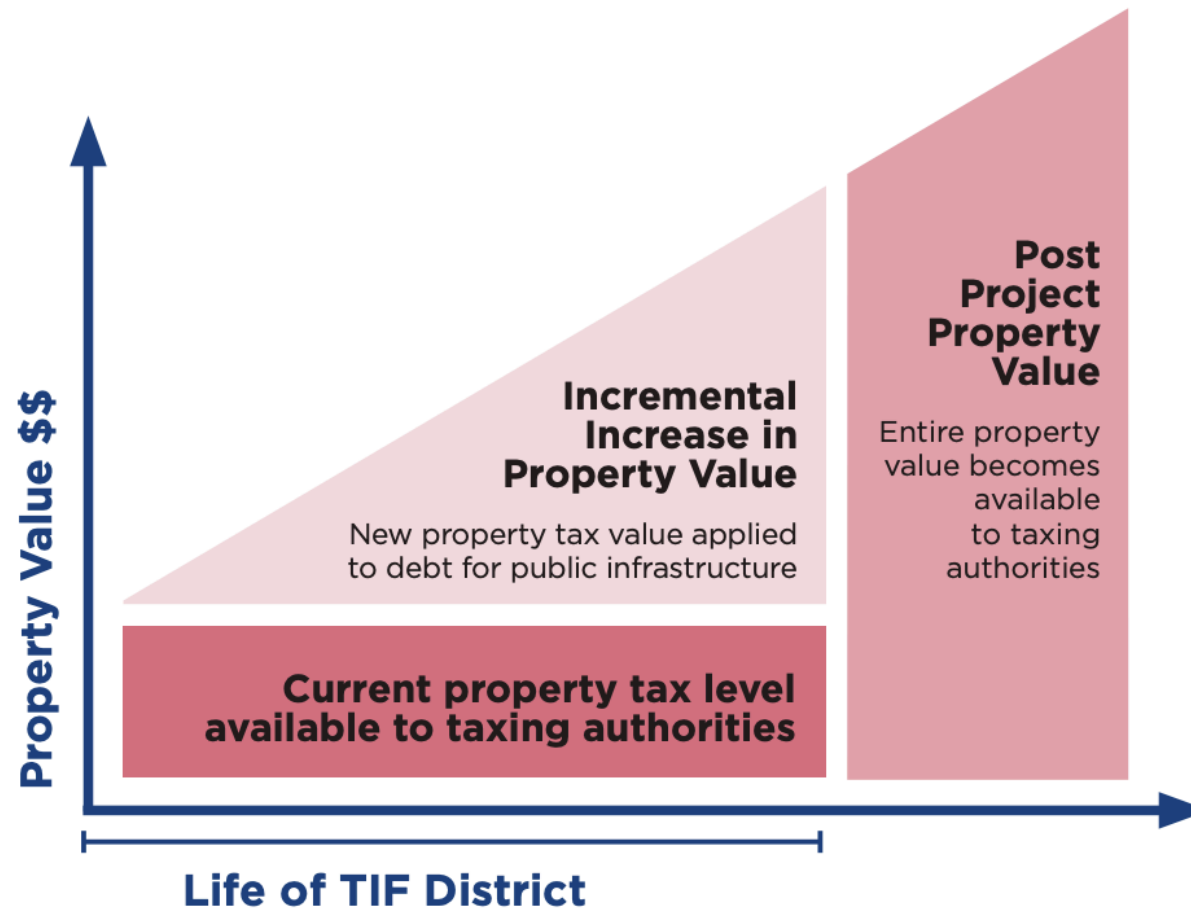 Property Value $$
Incremental
Increase in
Property Value
New property tax value applied
to debt for public infrastructure
Current property tax level
available to taxing authorities
Post
Project
Property
Value
Entire property
value becomes
available
to taxing
authorities
Life of TIF District